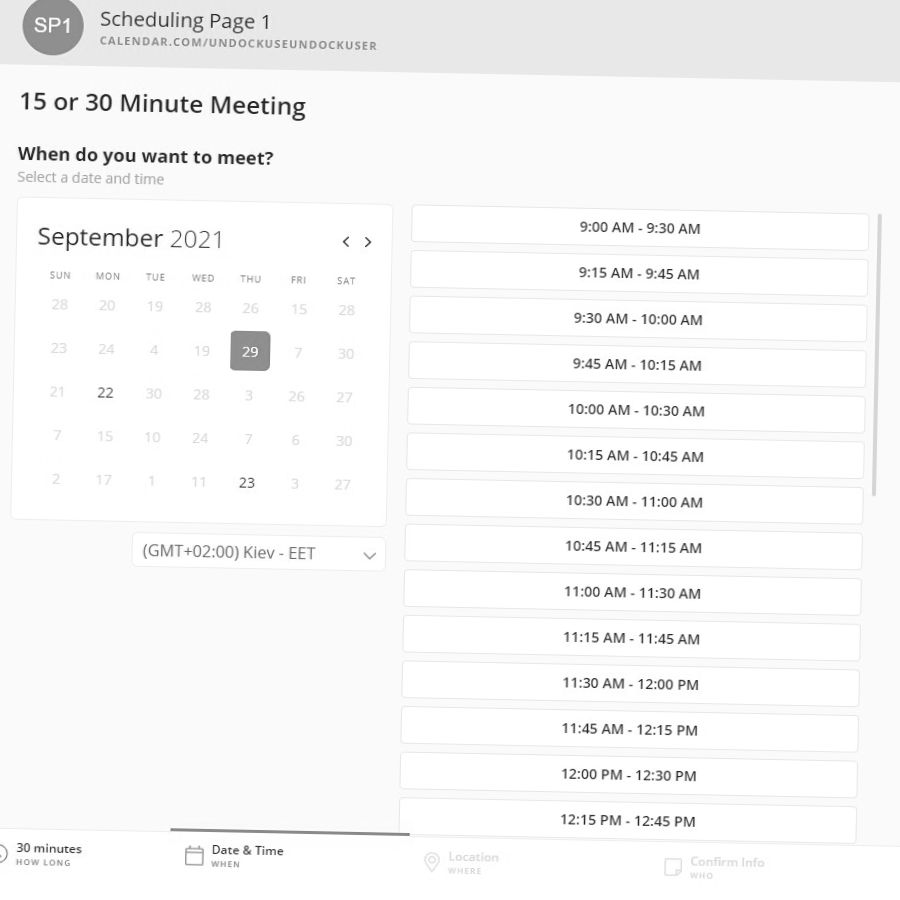 SP1
Scheduling Page 1
CALENDAR.COM/UNDOCKUSEUNDOCKUSER
15 or 30 Minute Meeting
When do you want to meet?
Select a date and time
September 2021
SUN MON TUE WED THU FRI SAT
28 20 19 28 26 15 28
23 24 4 19 29 7 30
21 22 30 28 3 26 27
7 15 10 24 7 6 30
2 17 1 11 23 3 27
(GMT+02:00) Kiev - EET
9:00 AM - 9:30 AM
9:15 AM - 9:45 AM
9:30 AM - 10:00 AM
9:45 AM - 10:15 AM
10:00 AM - 10:30 AM
10:15 AM - 10:45 AM
10:30 AM - 11:00 AM
10:45 AM - 11:15 AM
11:00 AM - 11:30 AM
11:15 AM - 11:45 AM
11:30 AM - 12:00 PM
11:45 AM - 12:15 PM
12:00 PM - 12:30 PM
12:15 PM - 12:45 PM
30 minutes
HOW LONG
Date & Time
WHEN
Location
WHERE
Confirm Info
WHO